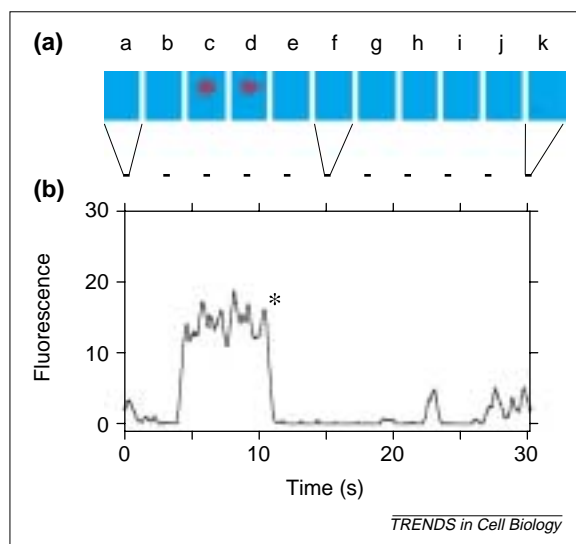 (a)
a b c d e f g h i j k
(b)
30
20
10
0
Fluorescence
*
0 10 20 30
Time (s)
TRENDS in Cell Biology